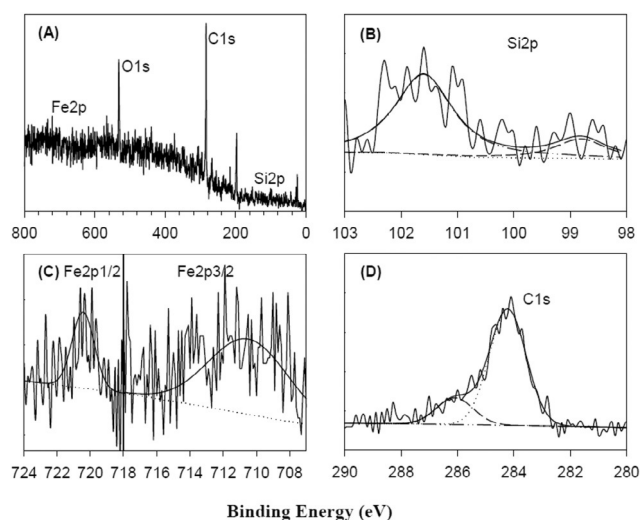 (A)
C1s
O1s
Fe2p
Si2p
800 600 400 200 0
(B)
Si2p
103 102 101 100 99 98
(C) Fe2p1/2 Fe2p3/2
724 722 720 718 716 714 712 710 708
(D)
C1s
290 288 286 284 282 280
Binding Energy (eV)